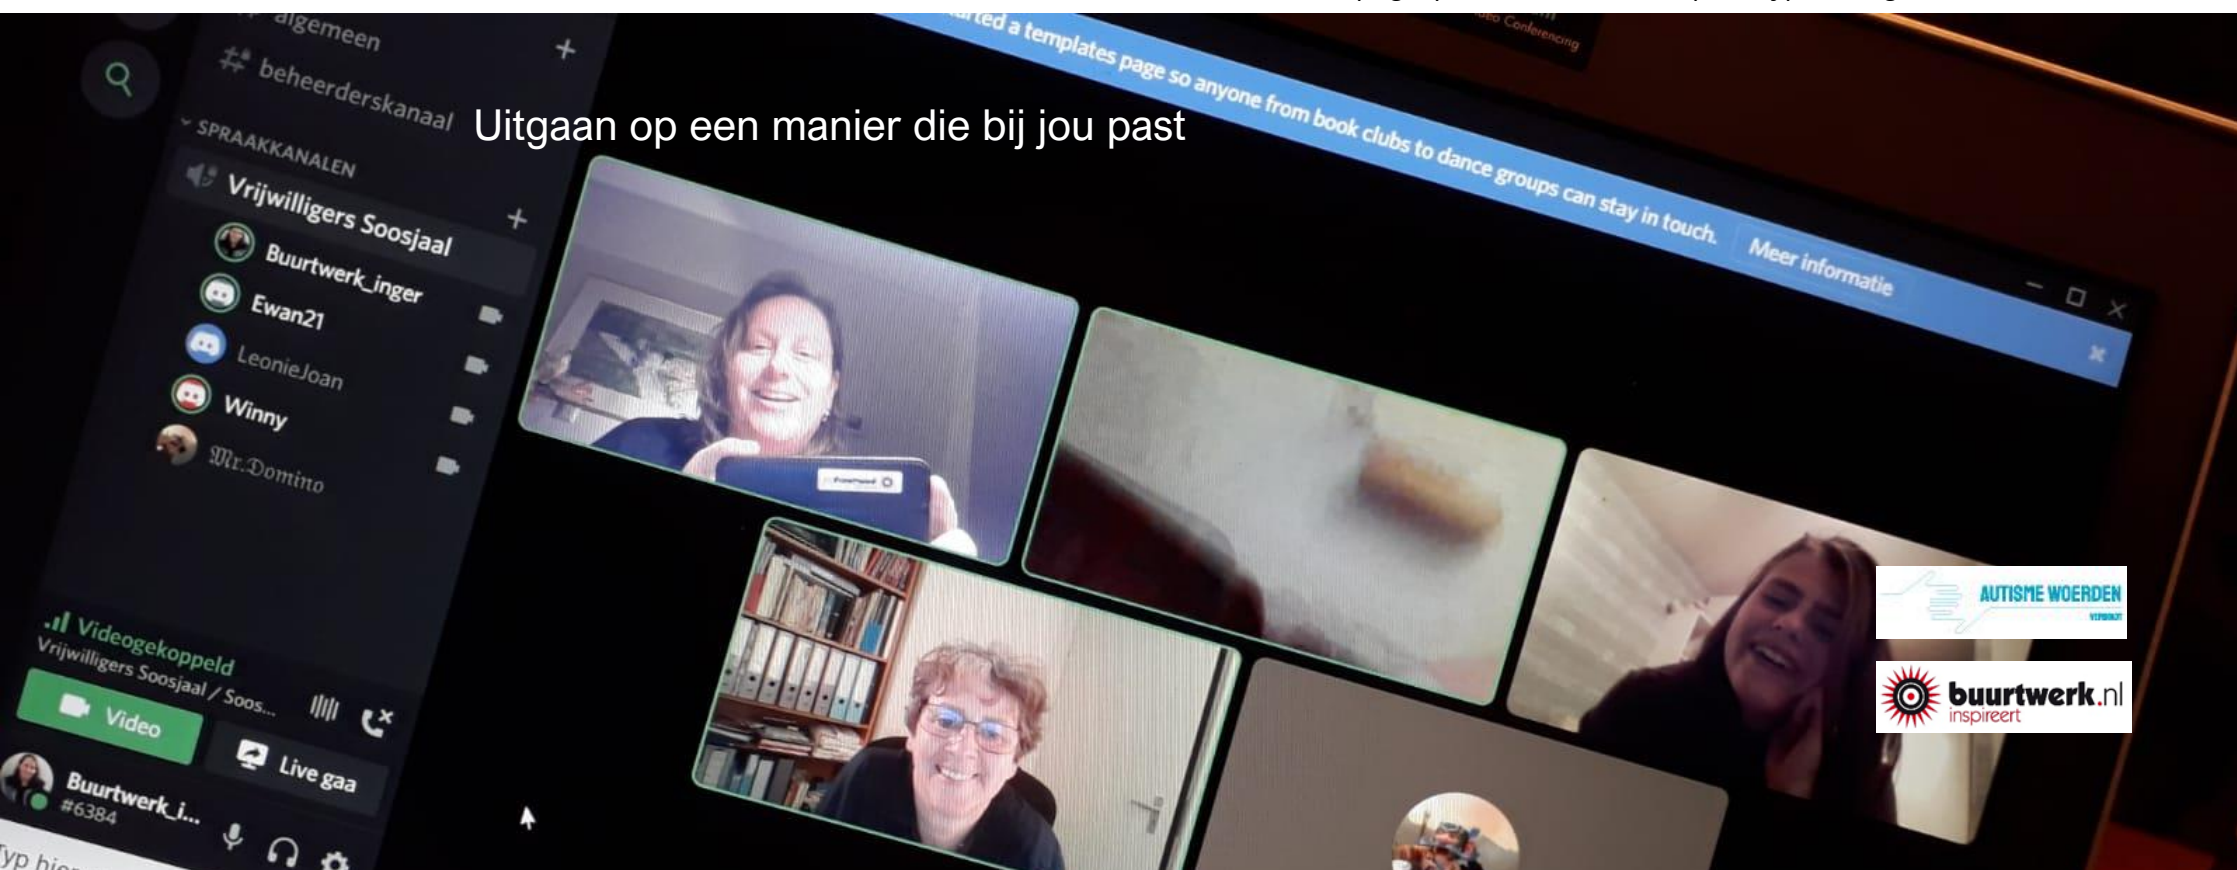 algemeen
beheerderskanaal
SPRAAKKANALEN
Vrijwilligers Soosjaal
Buurtwerk_inger
Ewan21
LeonieJoan
Winny
Mr.Domino
Videogekoppeld
Vrijwilligers Soosjaal / Soos...
Video
Live gaa
Buurtwerk_i...
#6384
Uitgaan op een manier die bij jou past
a templates page so anyone from book clubs to dance groups can stay in touch.
Meer informatie
Conferencing
AUTISME WOERDEN
buurtwerk.nl
inspireert